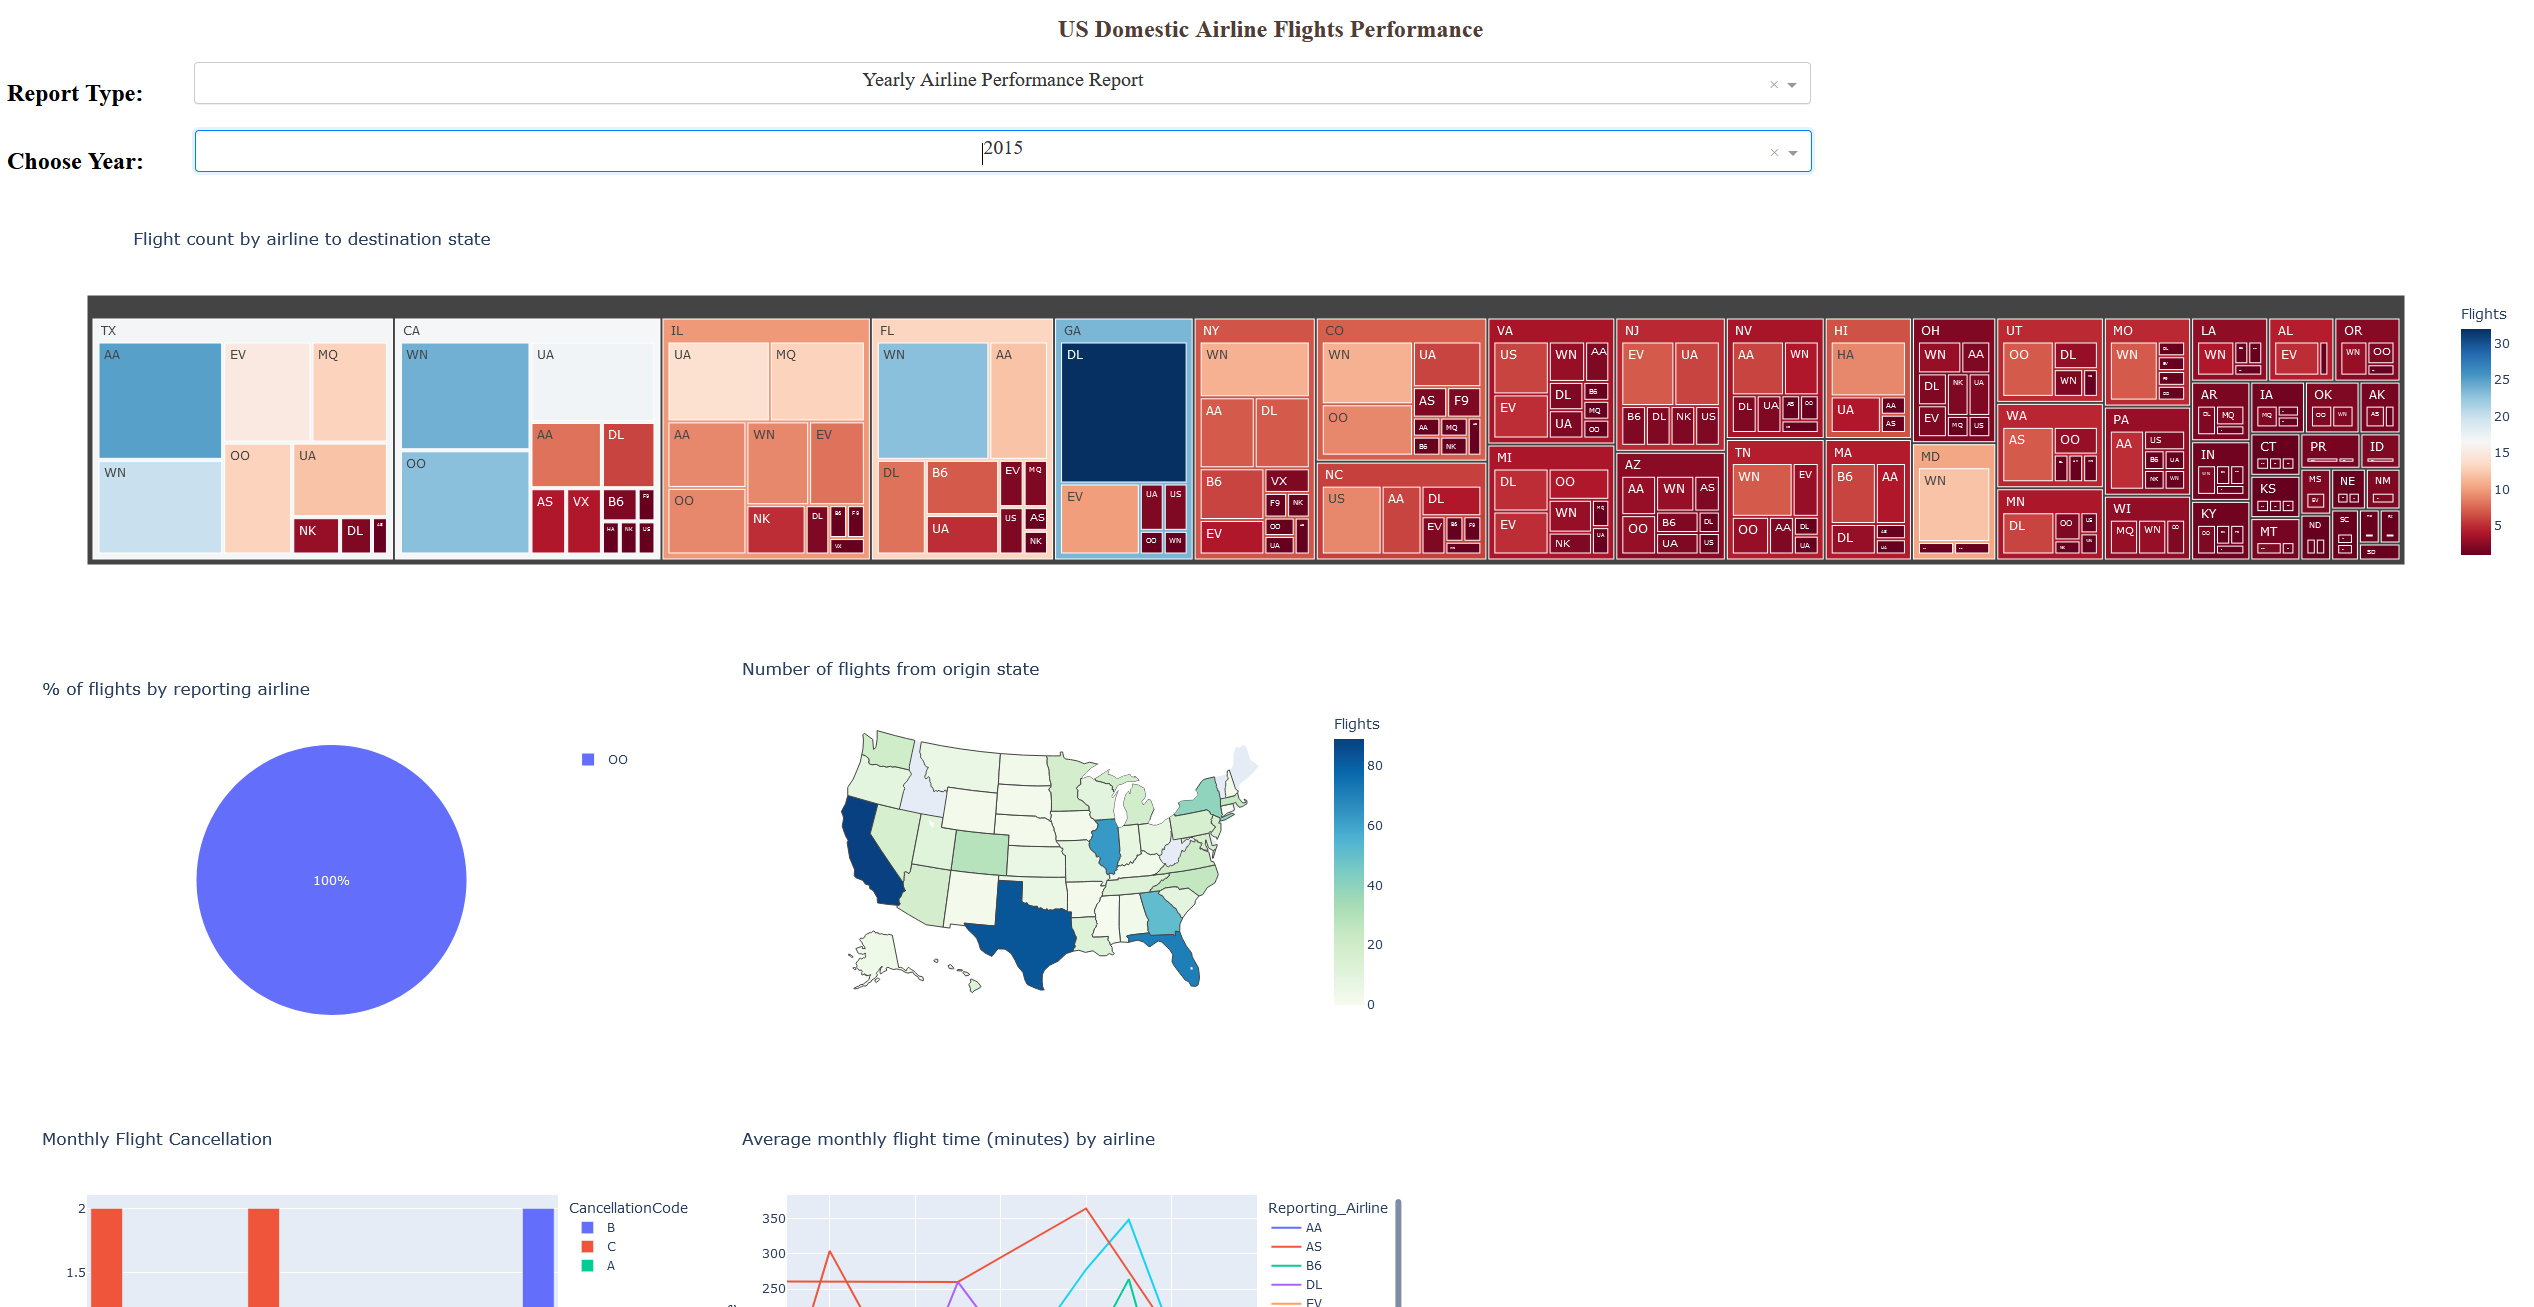 US Domestic Airline Flights Performance
Report Type:
Yearly Airline Performance Report
Choose Year:
2015
Flight count by airline to destination state
TX
AA
EV
MQ
WN
OO
UA
NK
DL
CA
WN
UA
OO
AA
DL
AS
VX
B6
F9
HA
NK
US
IL
UA
MQ
AA
WN
EV
OO
NK
DL
B6
F9
VX
FL
WN
AA
DL
B6
EV
MQ
UA
US
AS
NK
GA
DL
EV
UA
US
OO
WN
NY
WN
AA
DL
B6
VX
F9
NK
EV
OO
UA
CO
WN
UA
OO
AS
F9
AA
MQ
B6
NK
NC
US
AA
DL
EV
B6
F9
VA
US
WN
AA
DL
B6
EV
MQ
UA
OO
MI
DL
OO
EV
WN
MQ
NK
UA
NJ
EV
UA
B6
DL
NK
US
AZ
AA
WN
AS
OO
B6
DL
UA
US
NV
AA
WN
DL
UA
AS
OO
TN
WN
EV
OO
AA
DL
UA
HI
HA
UA
AA
AS
MA
B6
AA
DL
OH
WN
AA
DL
NK
UA
EV
MQ
US
MD
WN
UT
OO
DL
WN
WA
AS
OO
MN
DL
OO
US
MO
WN
PA
AA
US
B6
UA
NK
WN
WI
MQ
WN
OO
LA
WN
AL
EV
OR
WN
OO
AR
DL
MQ
IA
MQ
OK
OO
WN
AK
AS
IN
CT
PR
ID
KS
MS
EV
NE
NM
KY
OO
MT
ND
SC
SD
Flights
30
25
20
15
10
5
% of flights by reporting airline
100%
OO
Number of flights from origin state
Flights
80
60
40
20
0
Monthly Flight Cancellation
2
1.5
CancellationCode
B
C
A
Average monthly flight time (minutes) by airline
350
300
250
Reporting_Airline
AA
AS
B6
DL
EV